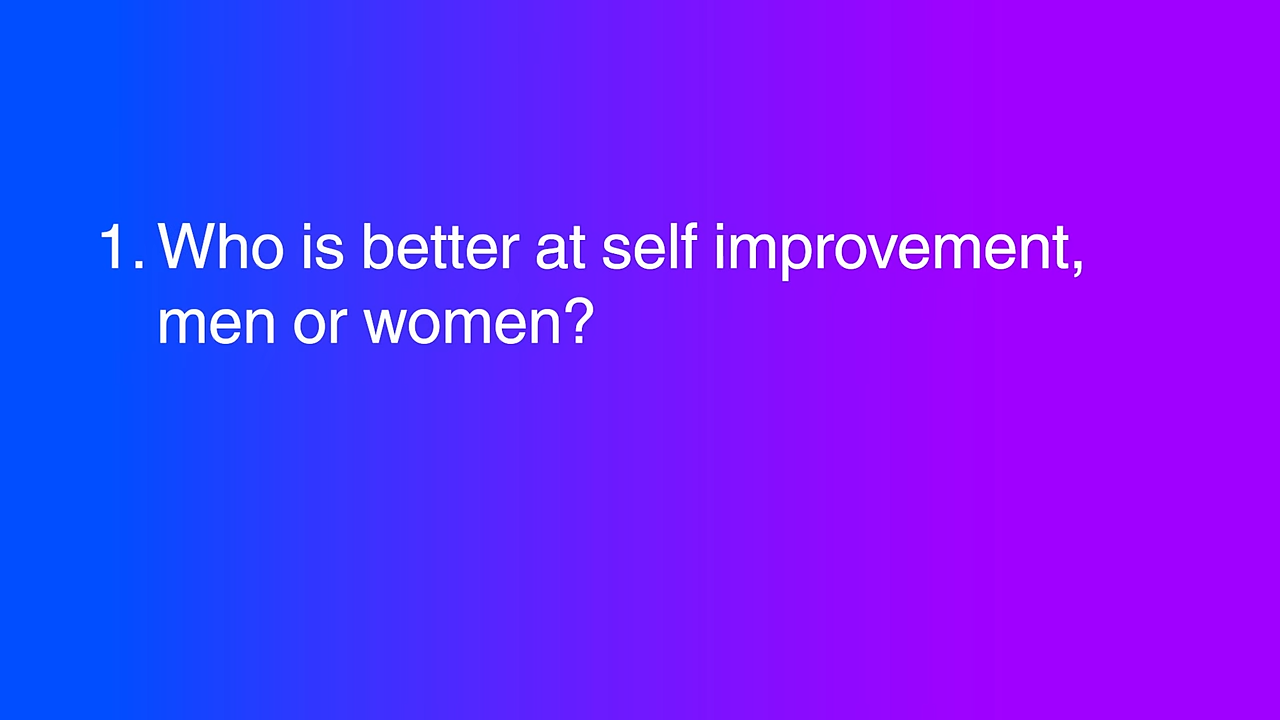 1. Who is better at self improvement,
men or women?